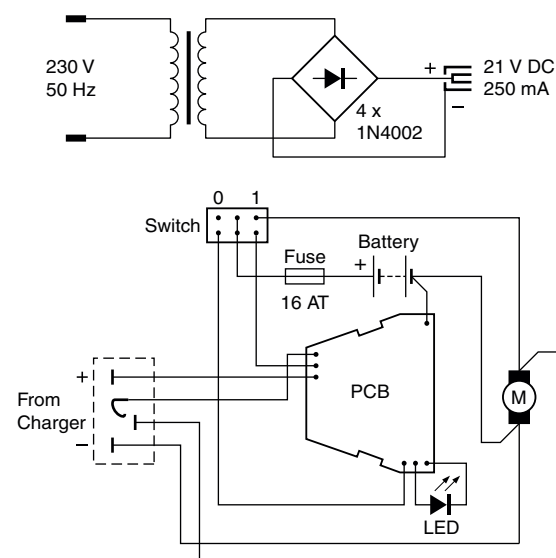 230 V
50 Hz
4 x
1N4002
+
−
21 V DC
250 mA
0 1
Switch
Fuse
16 AT
Battery
+
PCB
M
From
Charger
+
−
LED